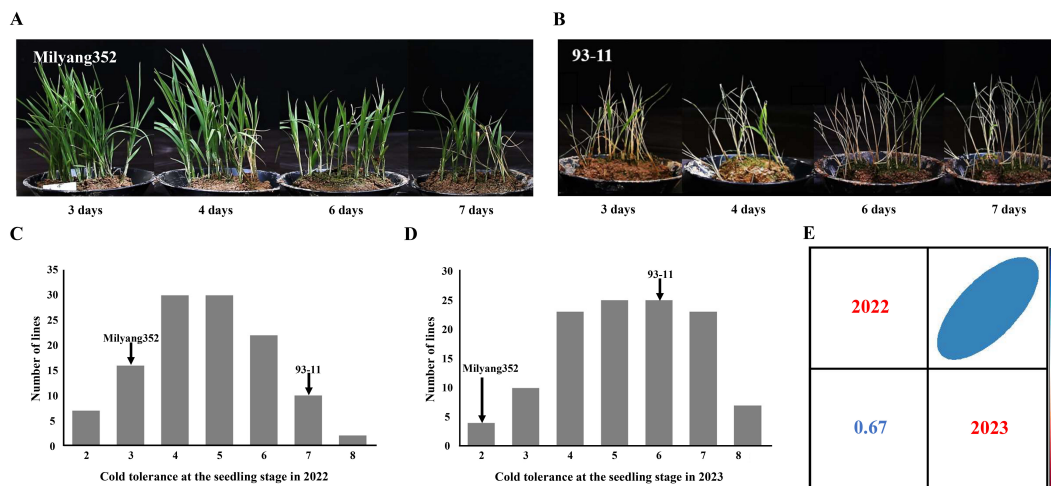 A
B
Milyang352
93-11
3 days
4 days
6 days
7 days
3 days
4 days
6 days
7 days
C
D
E
35
30
25
20
15
10
5
0
Number of lines
Milyang352
93-11
2
3
4
5
6
7
8
Cold tolerance at the seedling stage in 2022
30
25
20
15
10
5
0
Number of lines
Milyang352
93-11
2
3
4
5
6
7
8
Cold tolerance at the seedling stage in 2023
2022
0.67
2023